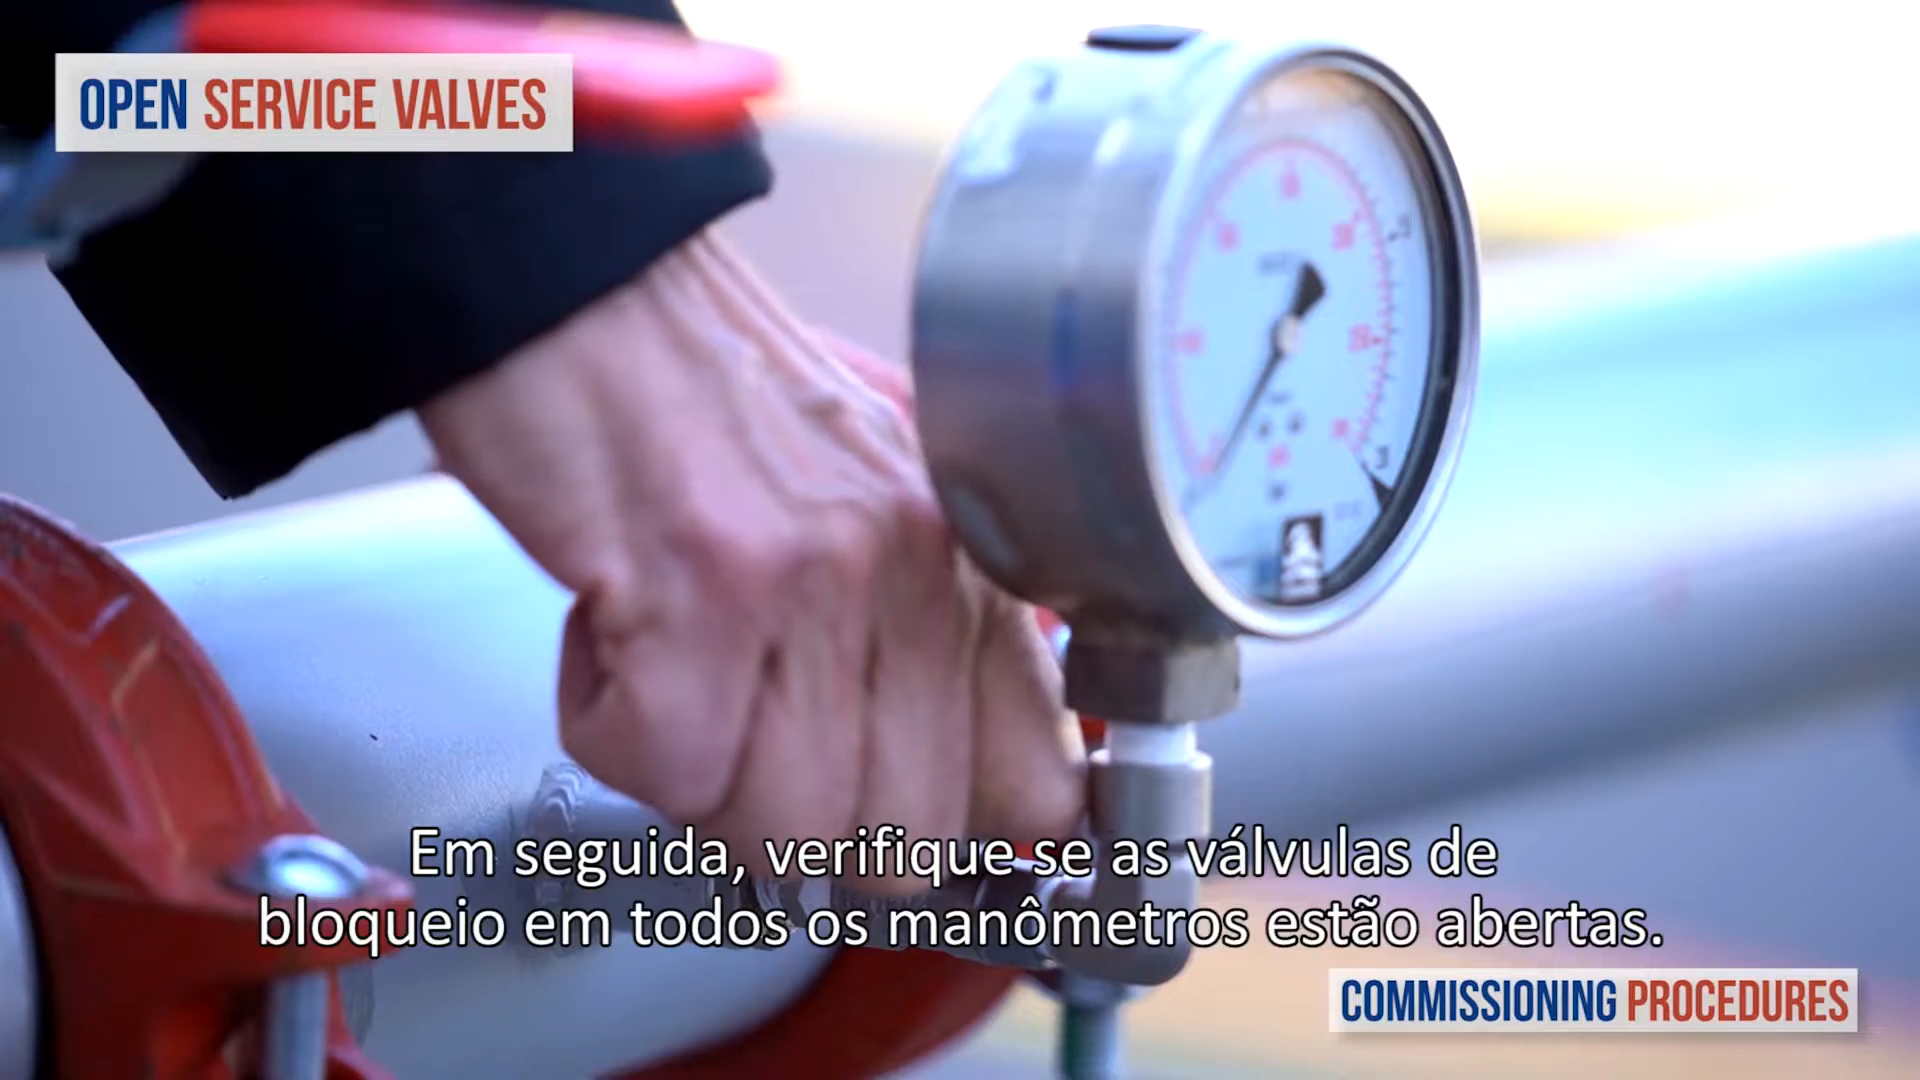 OPEN SERVICE VALVES
Em seguida, verifique se as válvulas de
bloqueio em todos os manômetros estão abertas.
COMMISSIONING PROCEDURES